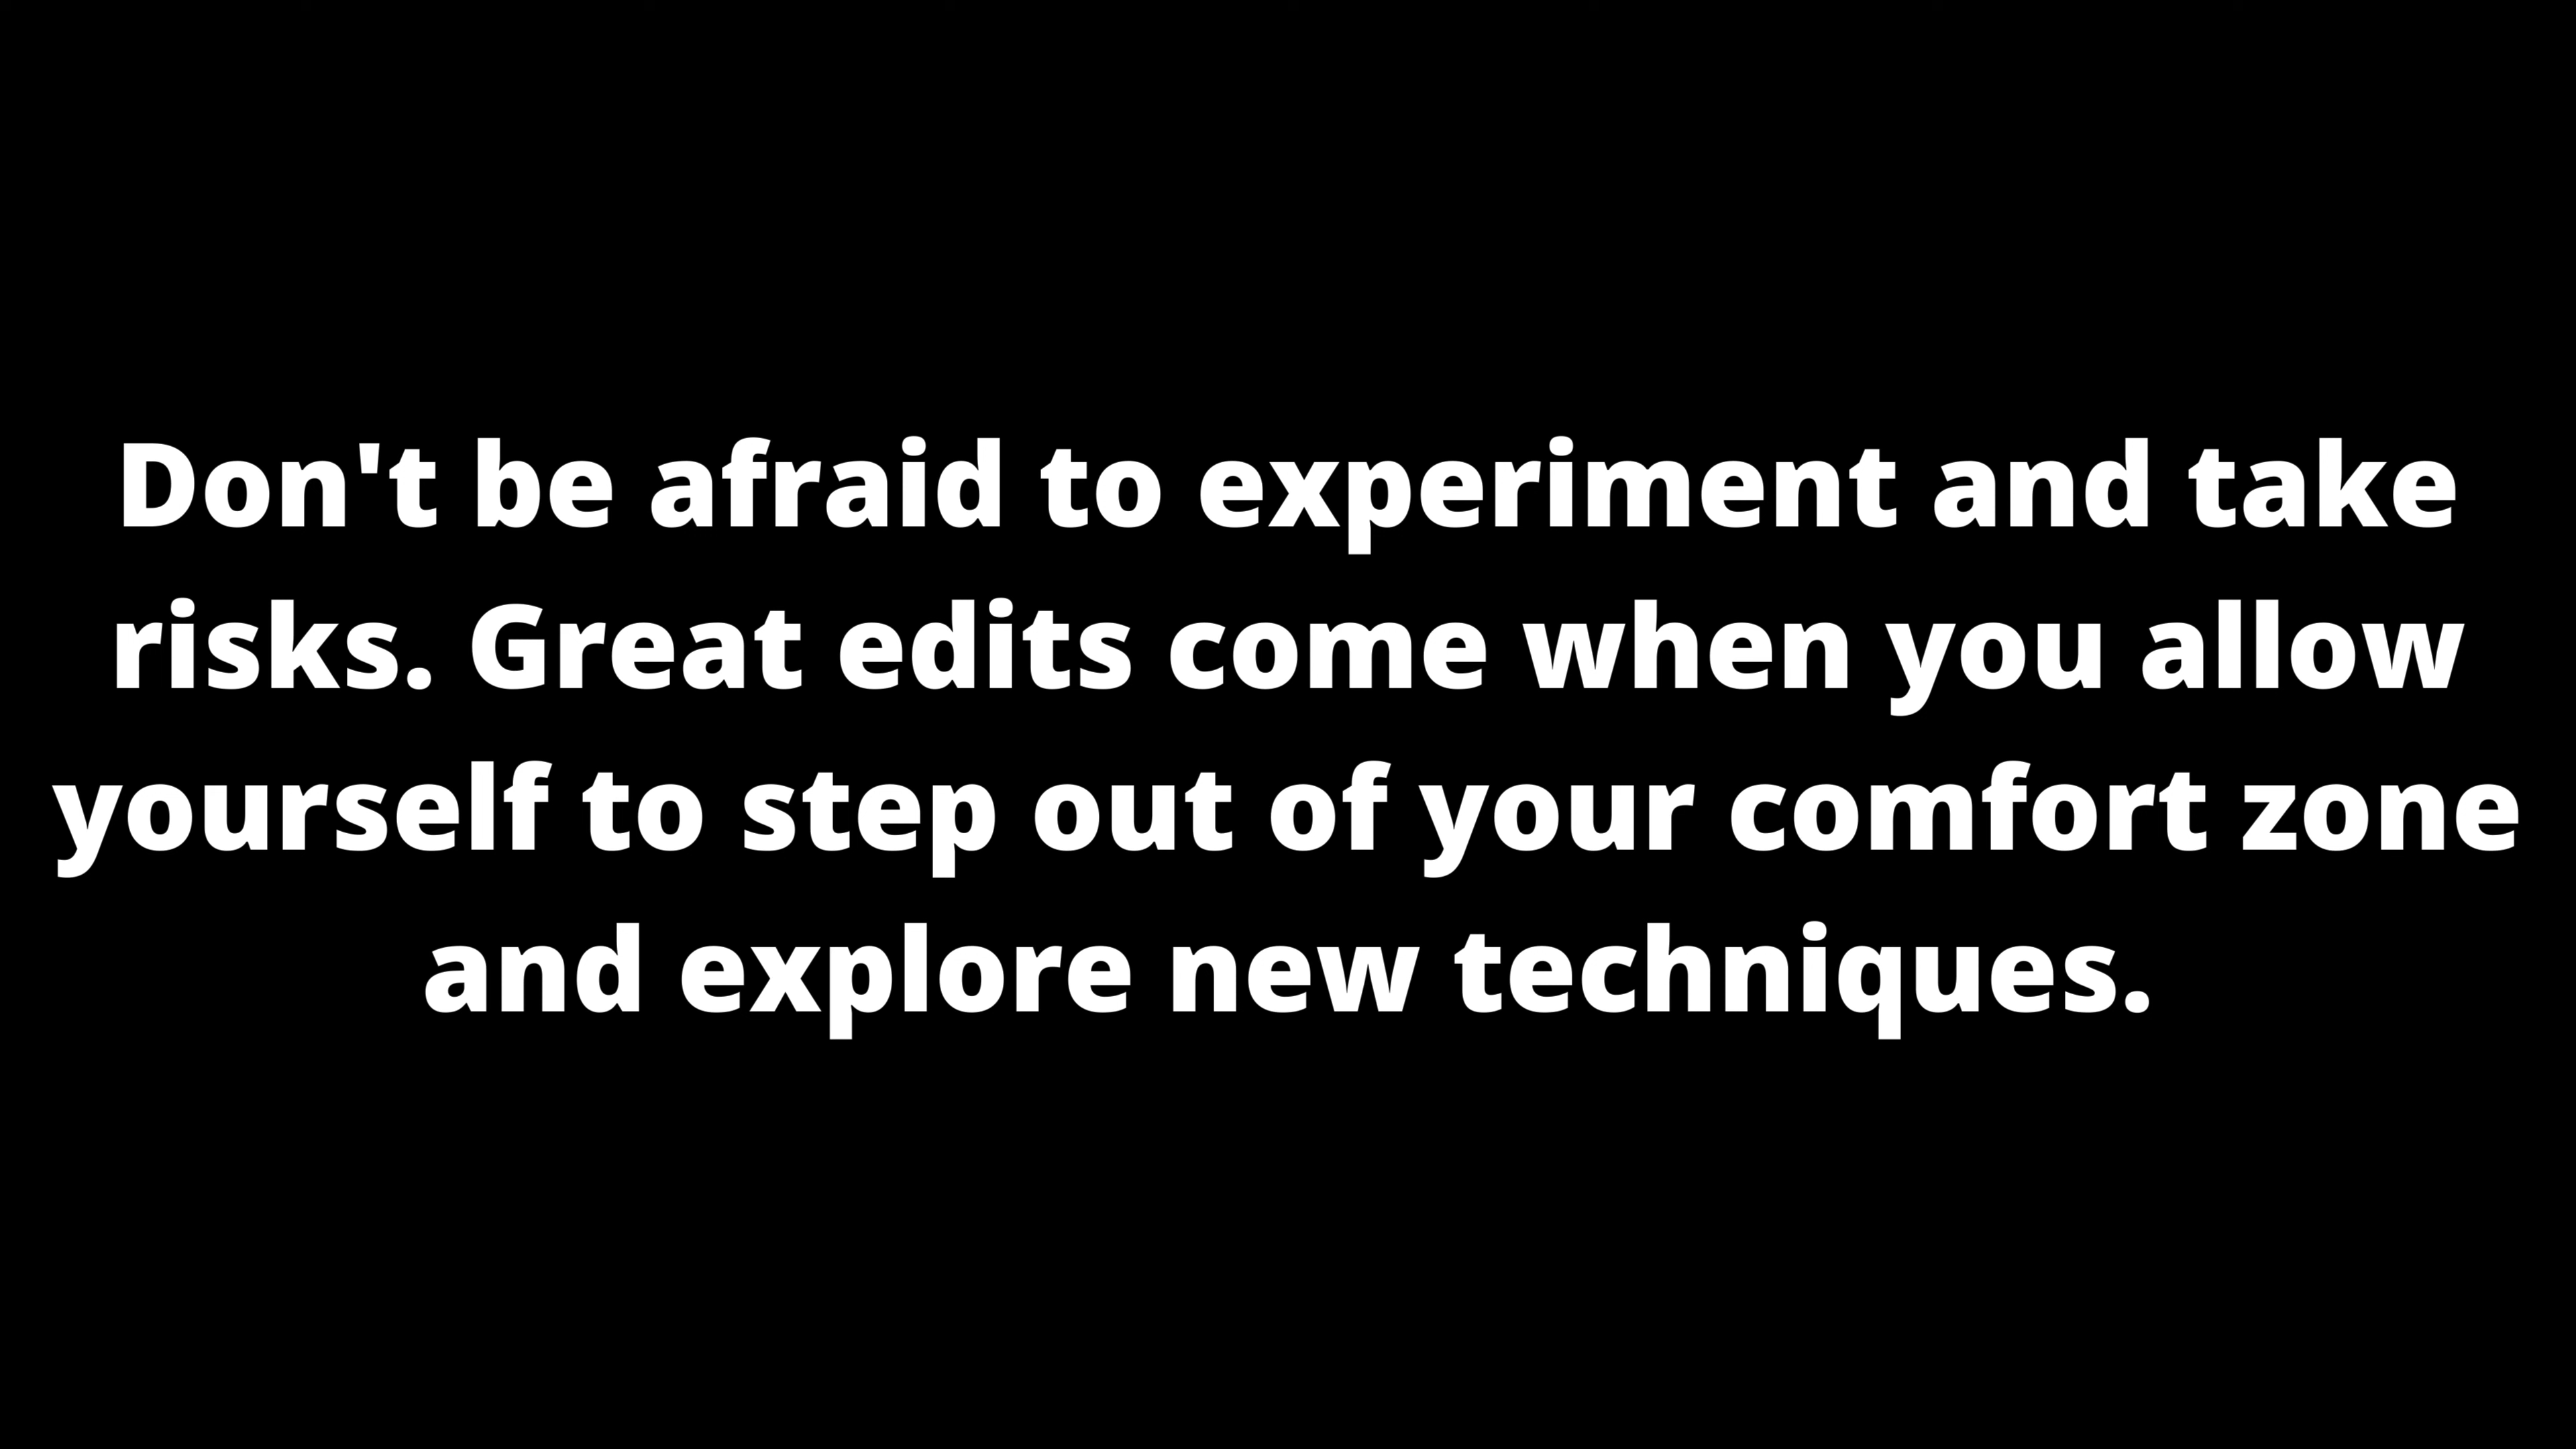 Don't be afraid to experiment and take
risks. Great edits come when you allow
yourself to step out of your comfort zone
and explore new techniques.